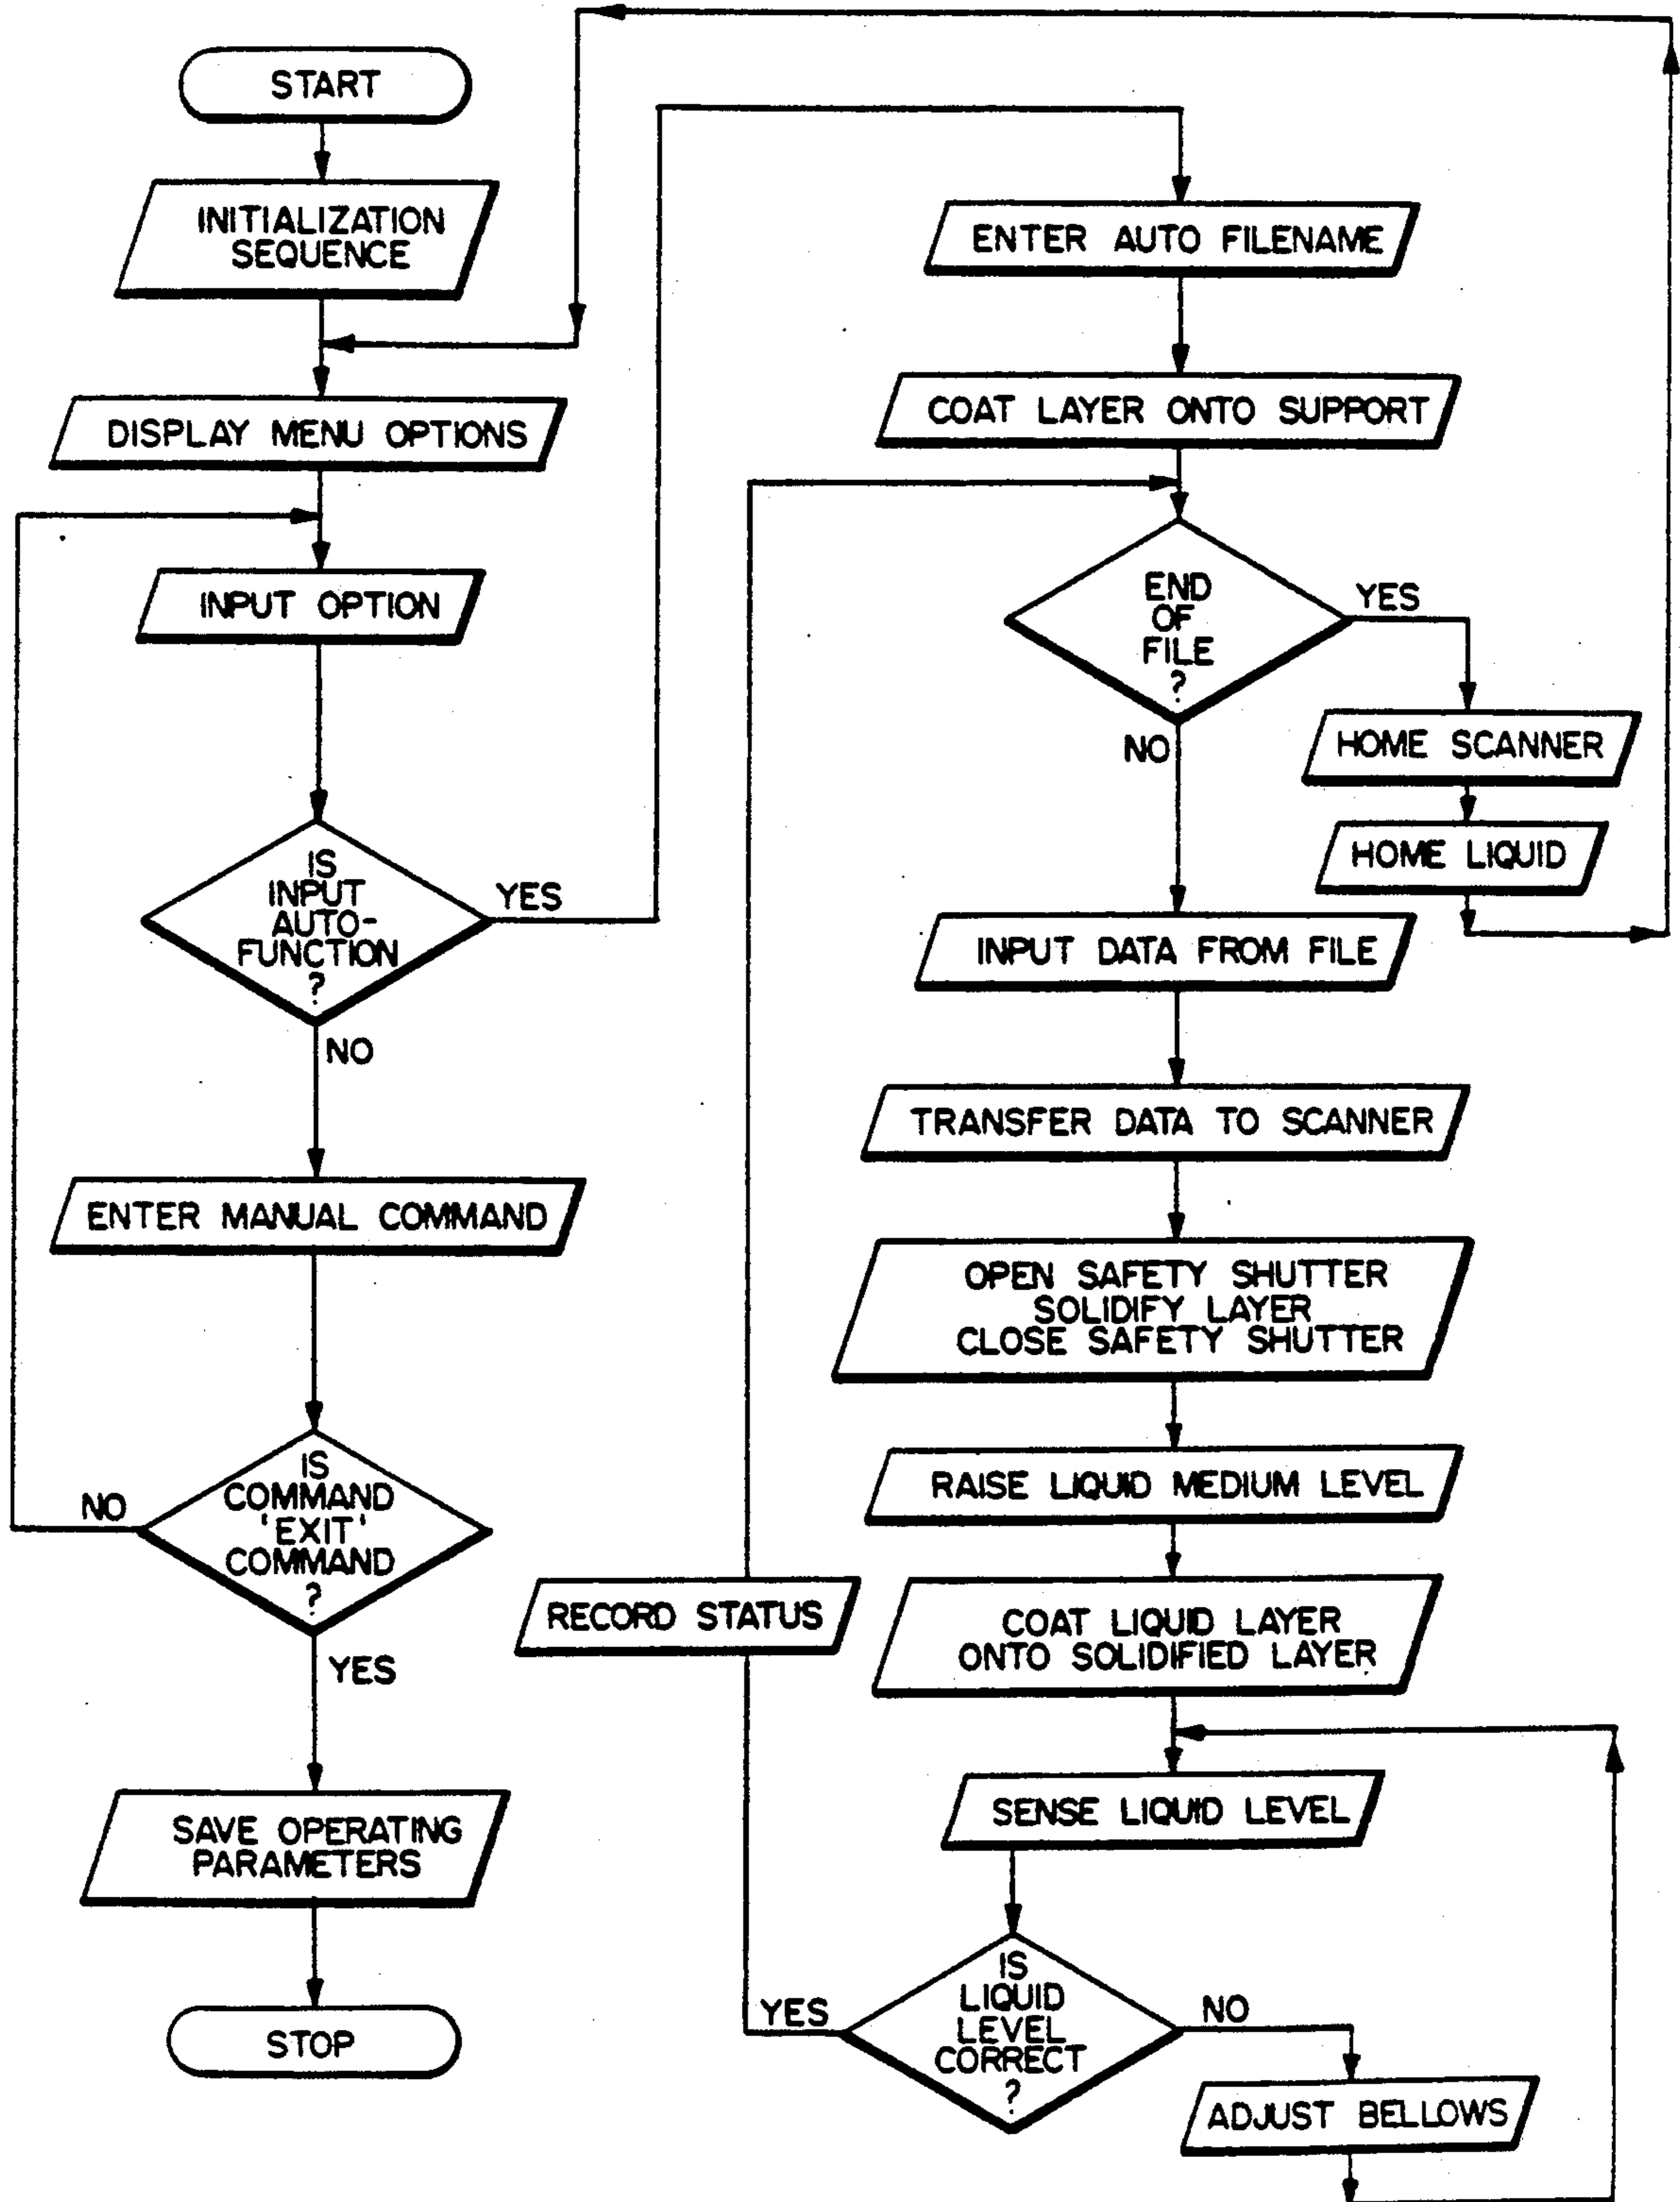 START
INITIALIZATION
SEQUENCE
DISPLAY MENU OPTIONS
INPUT OPTION
IS
INPUT
AUTO-
FUNCTION
?
YES
NO
ENTER MANUAL COMMAND
IS
COMMAND
'EXIT'
COMMAND
?
NO
YES
SAVE OPERATING
PARAMETERS
STOP
ENTER AUTO FILENAME
COAT LAYER ONTO SUPPORT
END
OF
FILE
?
YES
NO
HOME SCANNER
HOME LIQUID
INPUT DATA FROM FILE
TRANSFER DATA TO SCANNER
OPEN SAFETY SHUTTER
SOLIDIFY LAYER
CLOSE SAFETY SHUTTER
RAISE LIQUID MEDIUM LEVEL
COAT LIQUID LAYER
ONTO SOLIDIFIED LAYER
RECORD STATUS
SENSE LIQUID LEVEL
IS
LIQUID
LEVEL
CORRECT
?
YES
NO
ADJUST BELLOWS